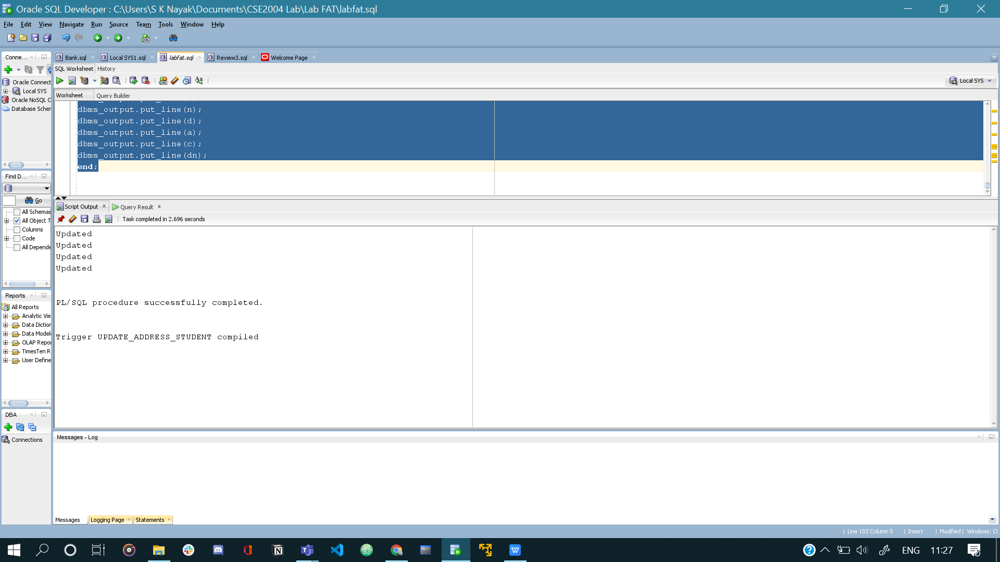 Oracle SQL Developer : C:\Users\S K Nayak\Documents\CSE2004 Lab\Lab FAT\labfat.sql
File Edit View Navigate Run Source Team Tools Window Help
Conne...
Bank.sql Local SYS1.sql labfat.sql Review3.sql Welcome Page
SQL Worksheet History
Local SYS
Worksheet Query Builder
Oracle Connect
Local SYS
Oracle NoSQL C
Database Scher
dbms_output.put_line(n);
dbms_output.put_line(d);
dbms_output.put_line(a);
dbms_output.put_line(c);
dbms_output.put_line(dn);
end;
Find D...
Go
All Schemas
All Object T
Columns
Code
All Depende
Script Output Query Result
Task completed in 2.696 seconds
Updated
Updated
Updated
Updated
PL/SQL procedure successfully completed.
Trigger UPDATE_ADDRESS_STUDENT compiled
Reports
All Reports
Analytic Vie
Data Diction
Data Modele
OLAP Repor
TimesTen R
User Define
DBA
Connections
Messages - Log
Messages Logging Page Statements
Line 103 Column 5 Insert Modified Windows: Cl
ENG 11:27